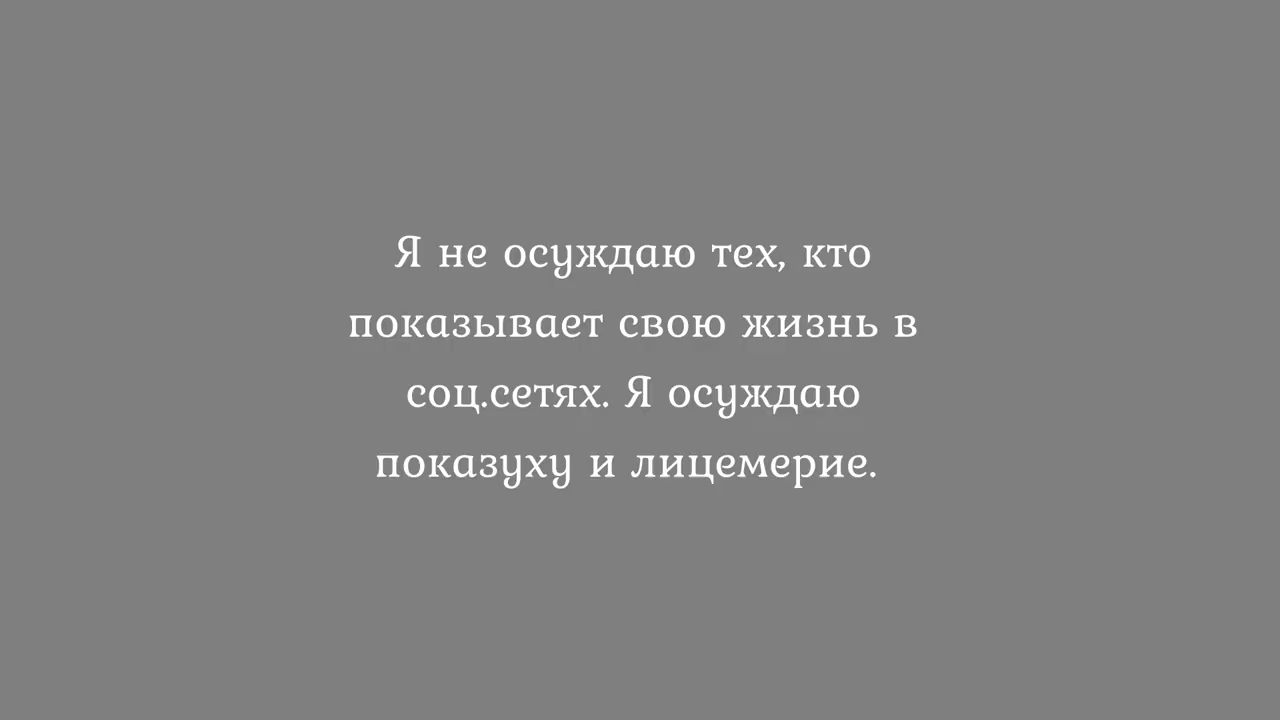 Я не осуждаю тех, кто
показывает свою жизнь в
соц.сетях. Я осуждаю
показуху и лицемерие.